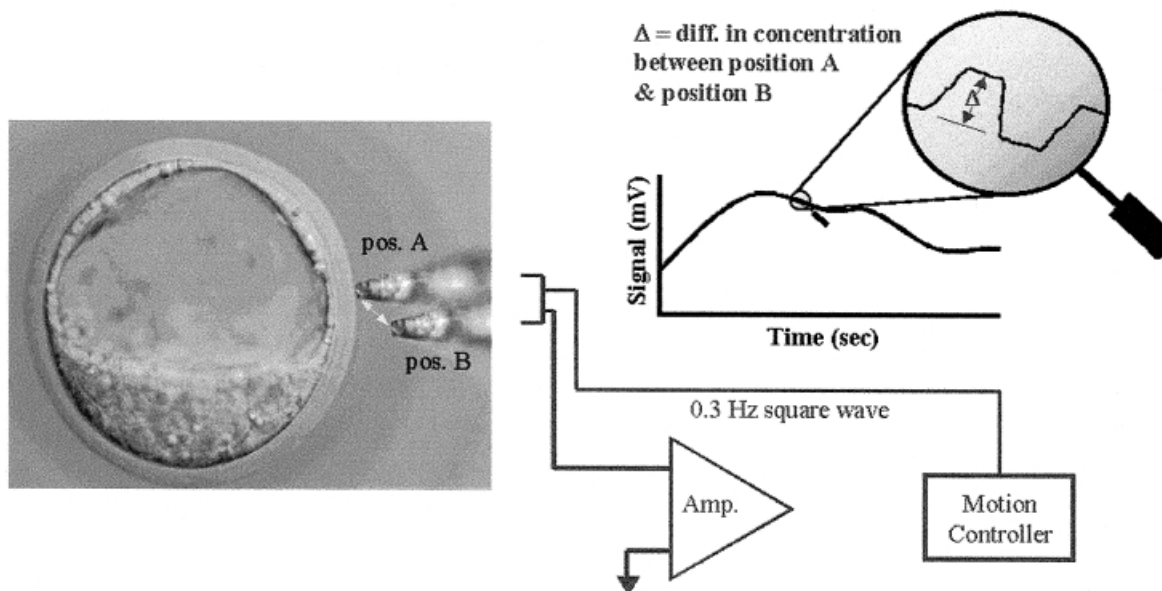 Δ = diff. in concentration
between position A
& position B
Δ
pos. A
pos. B
Signal (mV)
Time (sec)
0.3 Hz square wave
Amp.
Motion
Controller